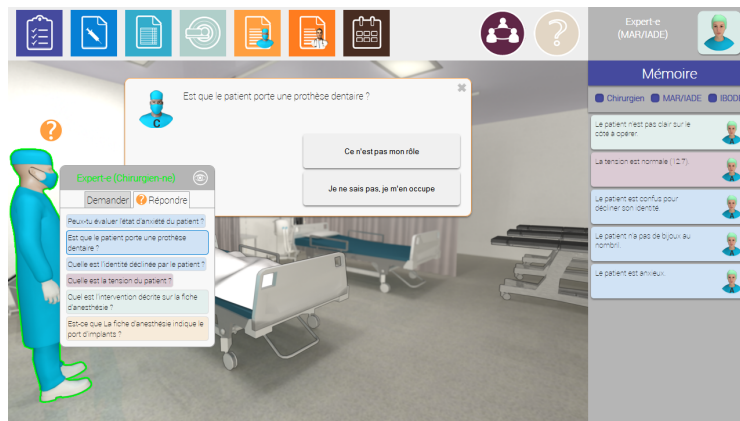 Expert-e
(MAR/IADE)
Mémoire
Chirurgien
MAR/IADE
IBODE
Le patient n'est pas clair sur le
côté à opérer.
La tension est normale (12.7).
Le patient est confus pour
décliner son identité.
Le patient n'a pas de bijoux au
nombril.
Le patient est anxieux.
Est que le patient porte une prothèse dentaire ?
C
Ce n'est pas mon rôle
Je ne sais pas, je m'en occupe
?
?
Expert-e (Chirurgien-ne)
Demander
? Répondre
Peux-tu évaluer l'état d'anxiété du patient ?
Est que le patient porte une prothèse
dentaire ?
Quelle est l'identité déclinée par le patient ?
Quelle est la tension du patient ?
Quel est l'intervention décrite sur la fiche
d'anesthésie ?
Est-ce que La fiche d'anesthésie indique le
port d'implants ?